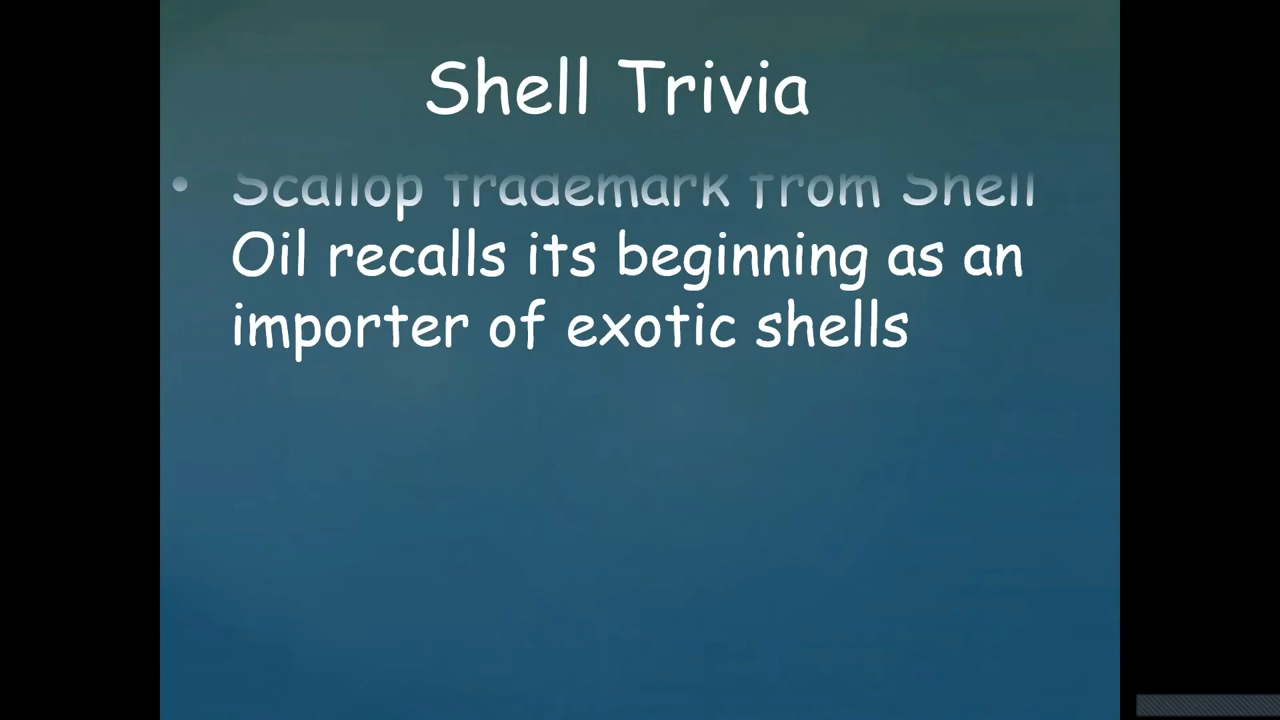 Shell Trivia
• Scallop trademark from Shell
Oil recalls its beginning as an
importer of exotic shells